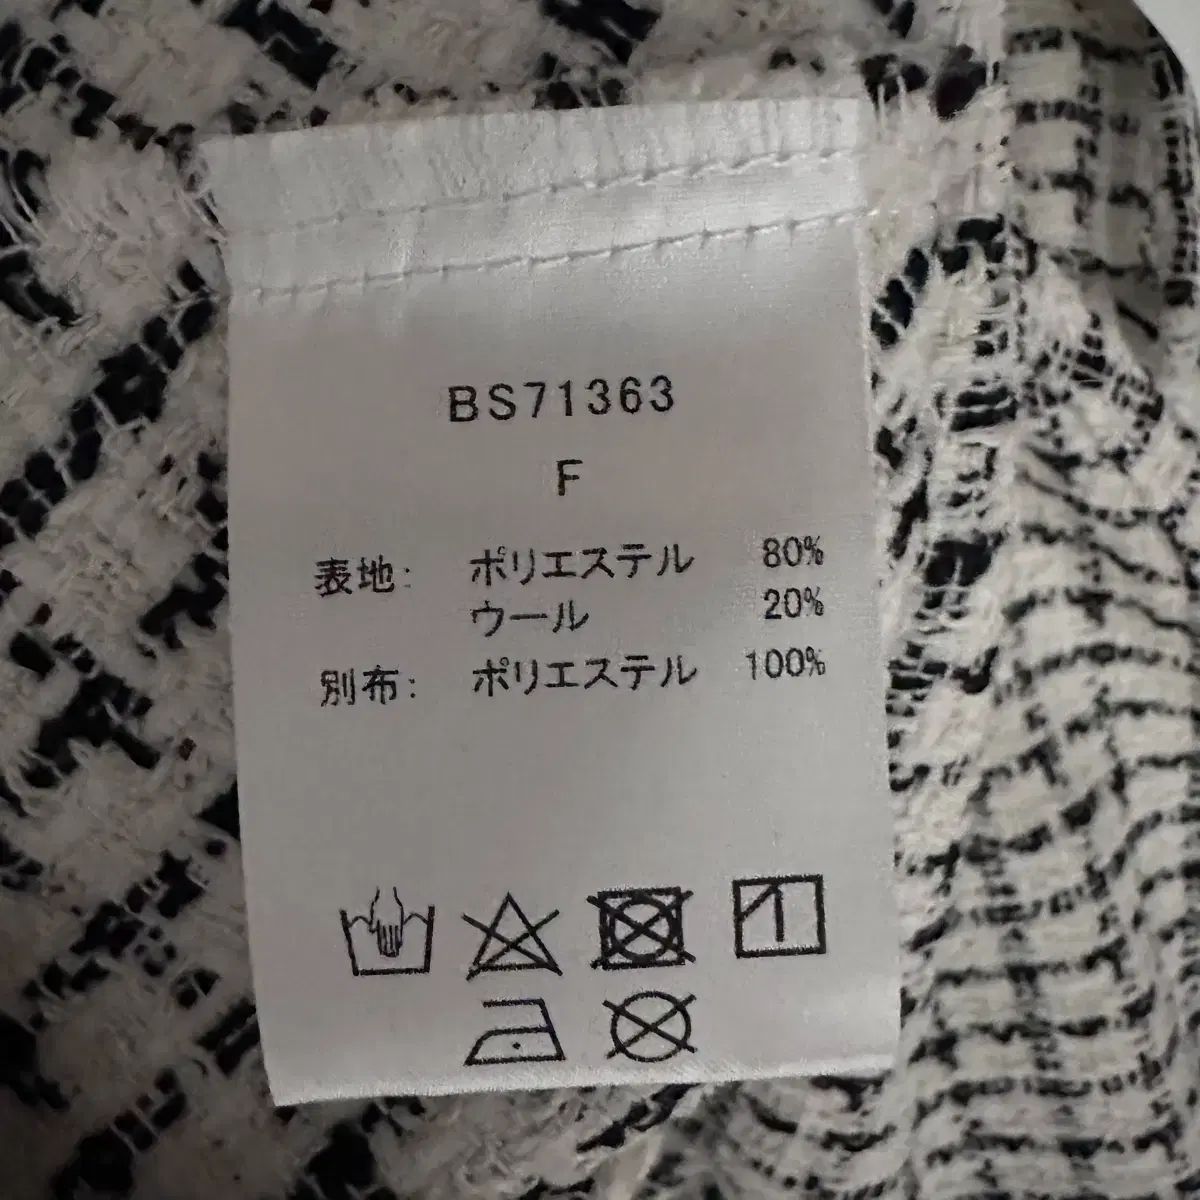 BS71363
F
表地: ポリエステル 80%
ウール 20%
別布: ポリエステル 100%